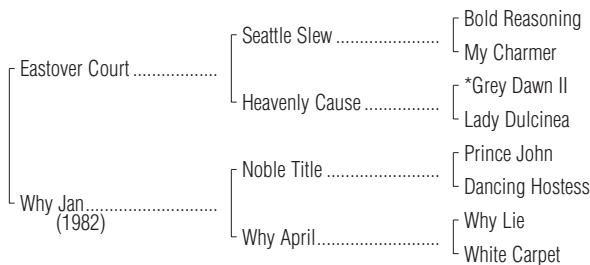 Bold Reasoning
Seattle Slew ..................
My Charmer
Eastover Court ..................
*Grey Dawn II
Heavenly Cause ................
Lady Dulcinea
Prince John
Noble Title ....................
Dancing Hostess
Why Jan............................
(1982)
Why Lie
Why April..........................
White Carpet